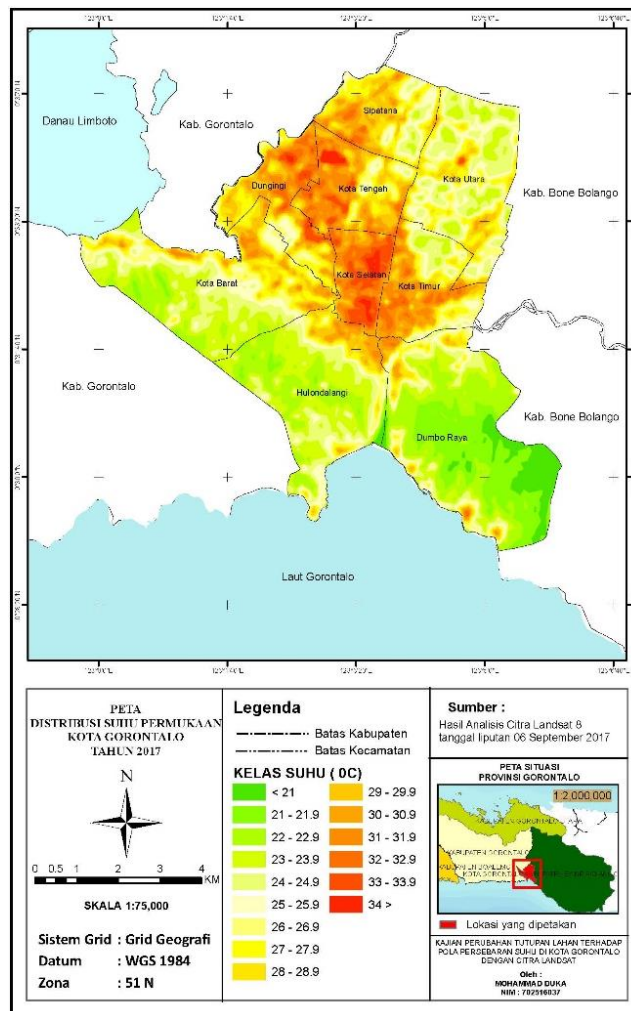 Sipatana
Danau Limboto
Kab. Gorontalo
Dungingi
Kota Tengah
Kota Utara
Kab. Bone Bolango
Kota Barat
Kota Selatan
Kota Timur
Kab. Gorontalo
Hulondalangi
Dumbo Raya
Kab. Bone Bolango
Laut Gorontalo
PETA
DISTRIBUSI SUHU PERMUKAAN
KOTA GORONTALO
TAHUN 2017
N
0 0.5 1 2 3 4
KM
SKALA 1:75,000
Sistem Grid : Grid Geografi
Datum : WGS 1984
Zona : 51 N
Legenda
Batas Kabupaten
Batas Kecamatan
KELAS SUHU ( 0C)
< 21
21 - 21.9
22 - 22.9
23 - 23.9
24 - 24.9
25 - 25.9
26 - 26.9
27 - 27.9
28 - 28.9
29 - 29.9
30 - 30.9
31 - 31.9
32 - 32.9
33 - 33.9
34 >
Sumber :
Hasil Analisis Citra Landsat 8
tanggal liputan 06 September 2017
PETA SITUASI
PROVINSI GORONTALO
1:2.000.000
Lokasi yang dipetakan
KAJIAN PERUBAHAN TUTUPAN LAHAN TERHADAP
POLA PERSEBARAN SUHU DI KOTA GORONTALO
DENGAN CITRA LANDSAT
Oleh :
MOHAMMAD DUKA
NIM : 702516037